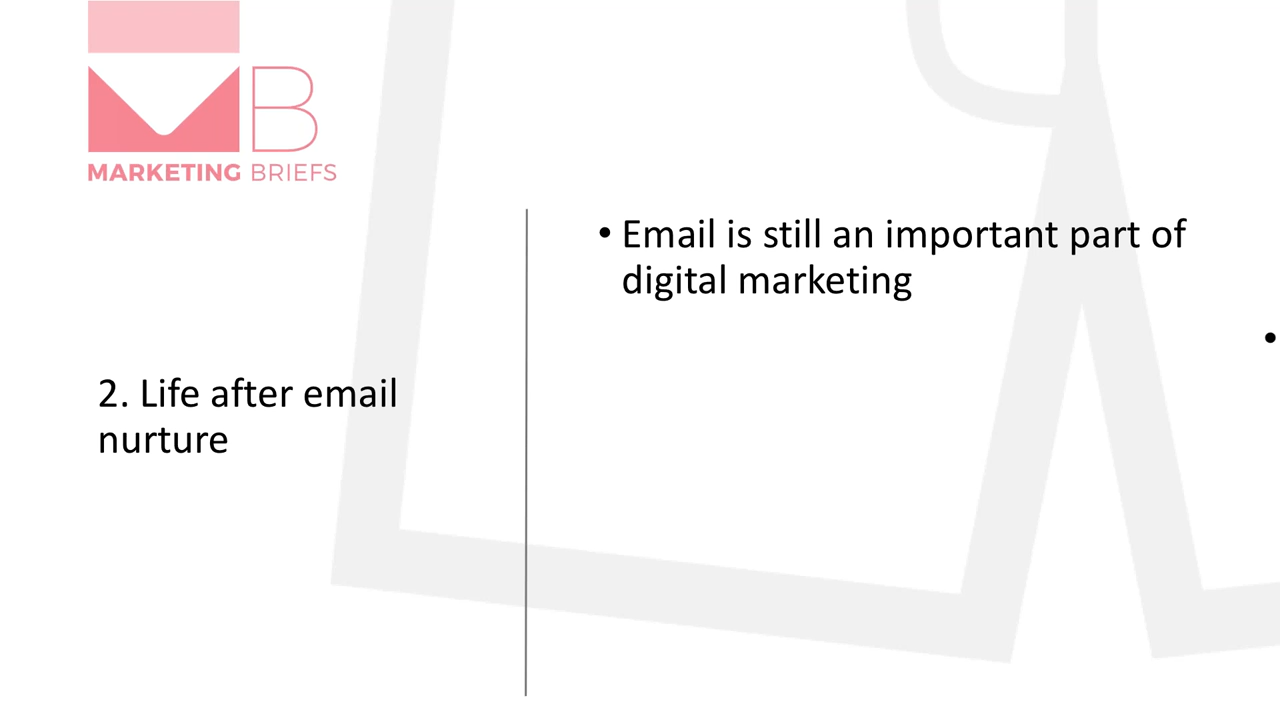 B
MARKETING BRIEFS
2. Life after email
nurture
• Email is still an important part of
digital marketing
•